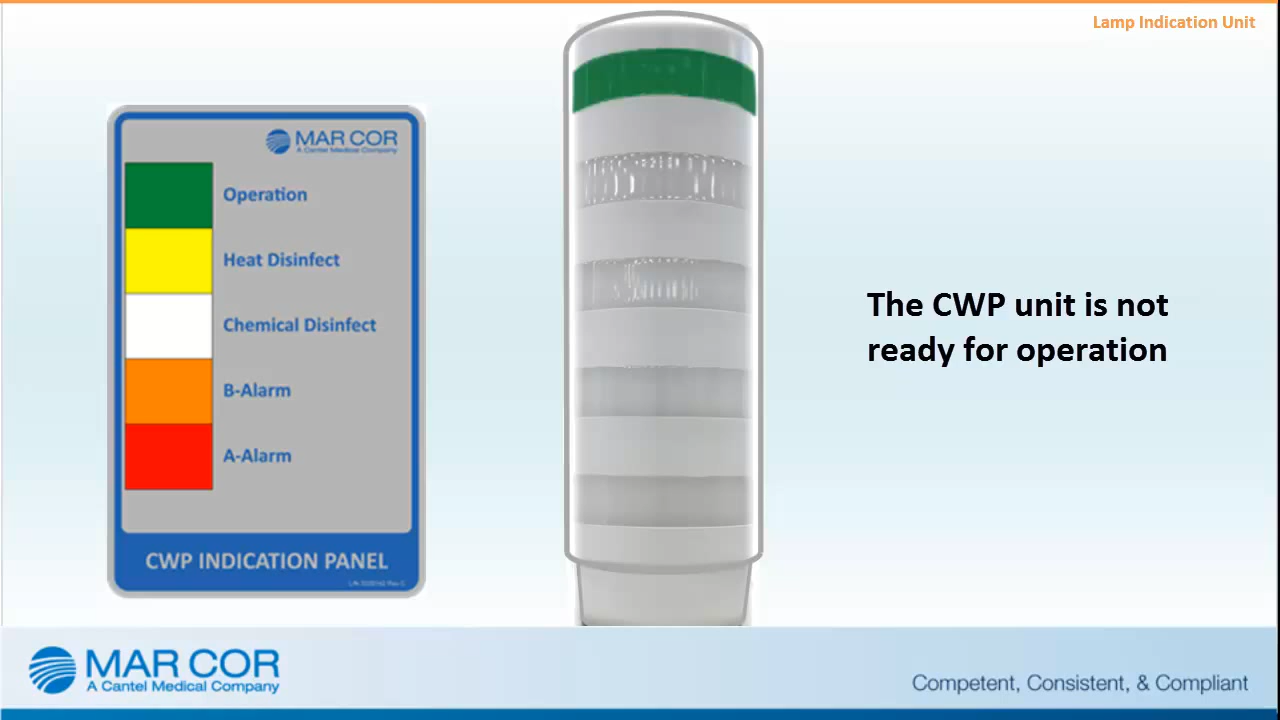 Lamp Indication Unit
MAR COR
A Cantel Medical Company
Operation
Heat Disinfect
Chemical Disinfect
B-Alarm
A-Alarm
CWP INDICATION PANEL
The CWP unit is not
ready for operation
MAR COR
A Cantel Medical Company
Competent, Consistent, & Compliant